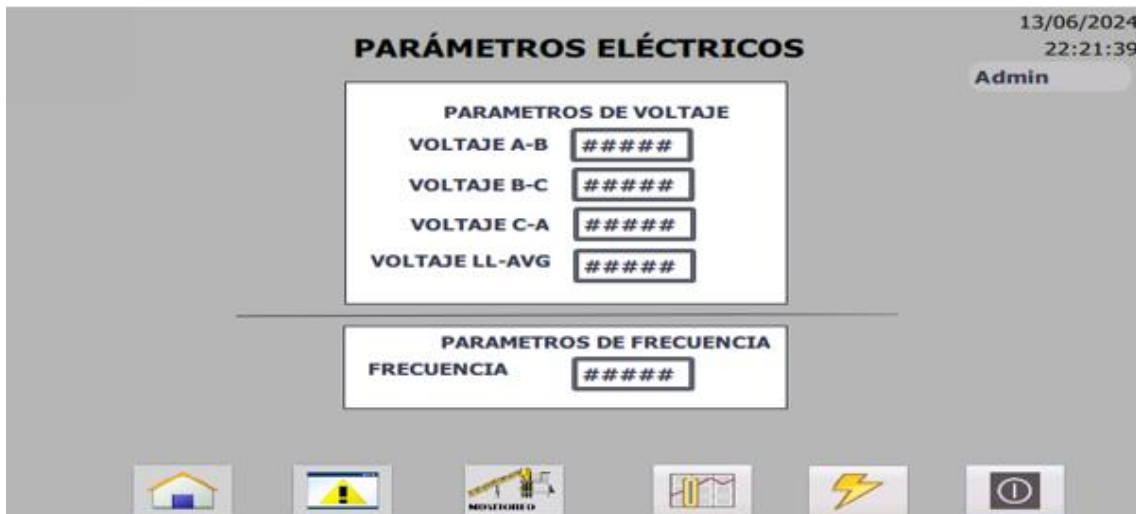 13/06/2024
PARÁMETROS ELÉCTRICOS
22:21:39
Admin
PARAMETROS DE VOLTAJE
VOLTAJE A-B #####
VOLTAJE B-C #####
VOLTAJE C-A #####
VOLTAJE LL-AVG #####
PARAMETROS DE FRECUENCIA
FRECUENCIA #####
MONITOREO